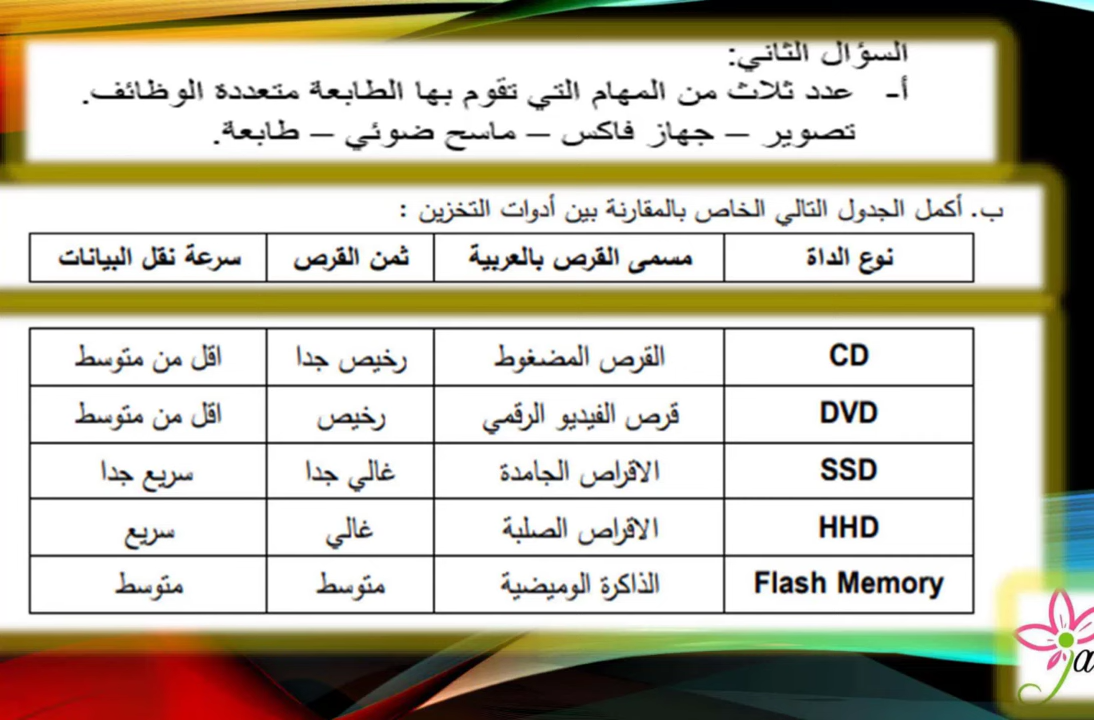 السؤال الثاني:
أ- عدد ثلاث من المهام التي تقوم بها الطابعة متعددة الوظائف.
تصوير – جهاز فاكس – ماسح ضوئي – طابعة.
ب. أكمل الجدول التالي الخاص بالمقارنة بين أدوات التخزين :
نوع الداة مسمى القرص بالعربية ثمن القرص سرعة نقل البيانات
CD القرص المضغوط رخيص جدا اقل من متوسط
DVD قرص الفيديو الرقمي رخيص اقل من متوسط
SSD الاقراص الجامدة غالي جدا سريع جدا
HHD الاقراص الصلبة غالي سريع
Flash Memory الذاكرة الوميضية متوسط متوسط